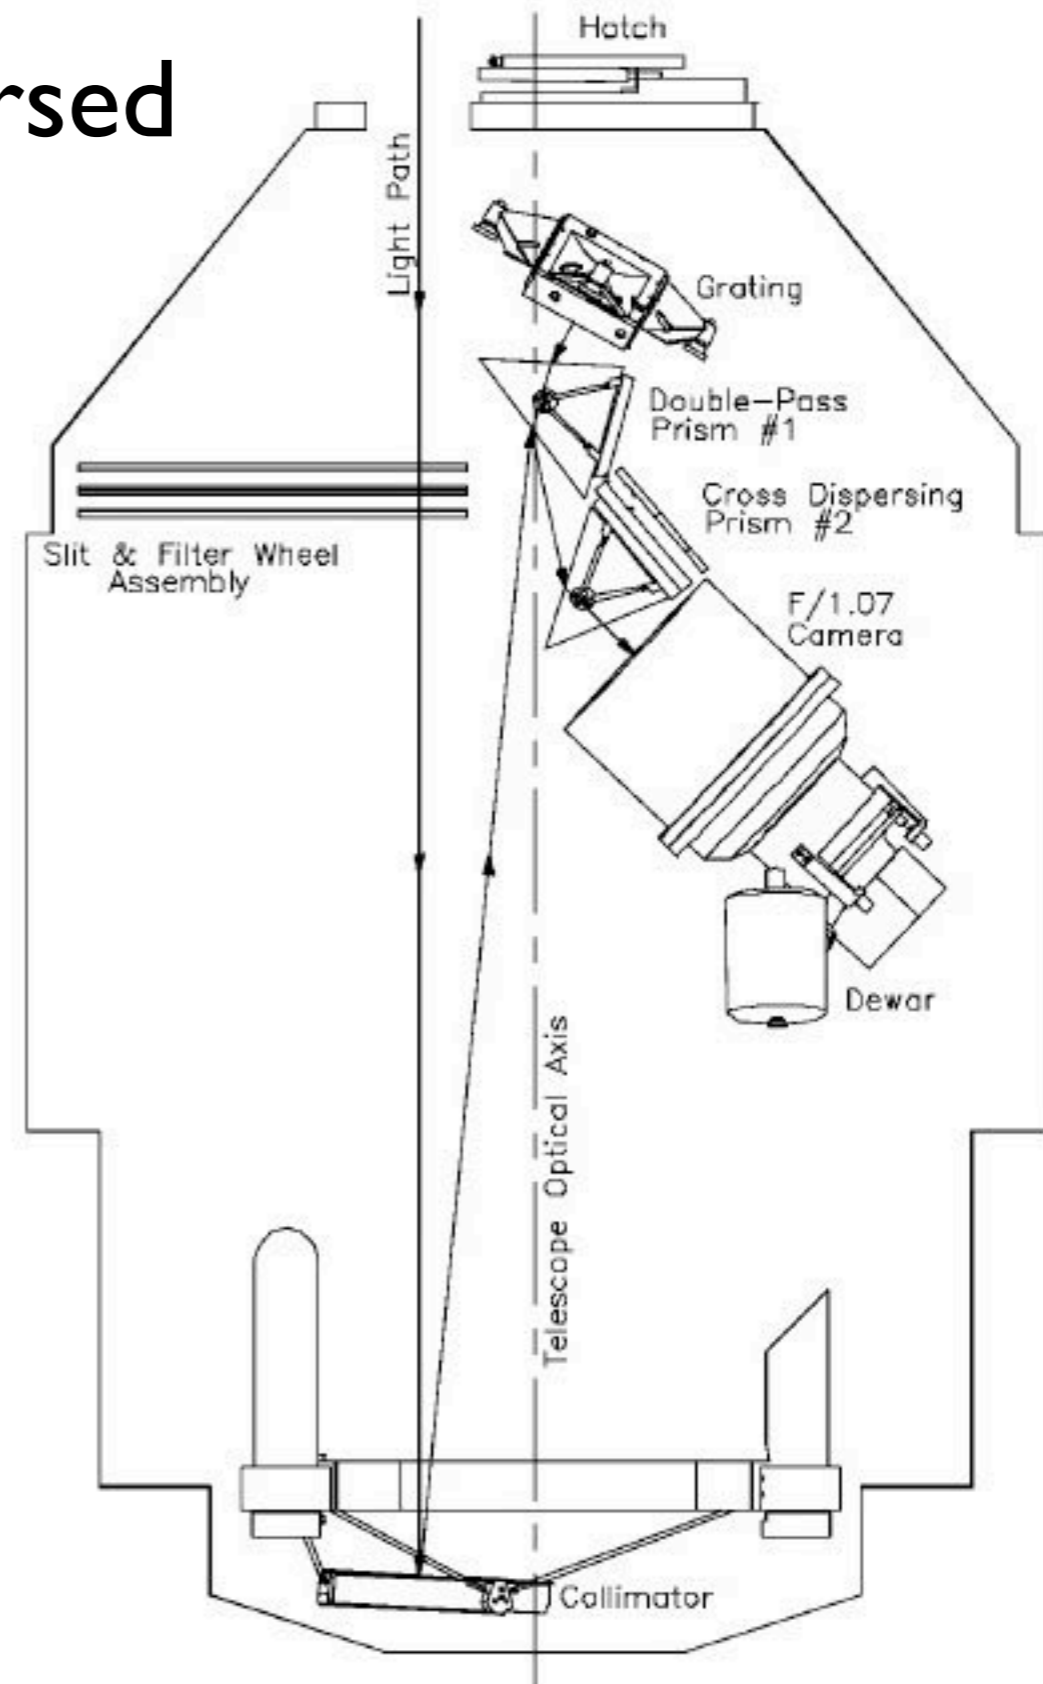 rsed
Hatch
Light Path
Grating
Double-Pass
Prism #1
Cross Dispersing
Prism #2
Slit & Filter Wheel
Assembly
F/1.07
Camera
Dewar
Telescope Optical Axis
Collimator